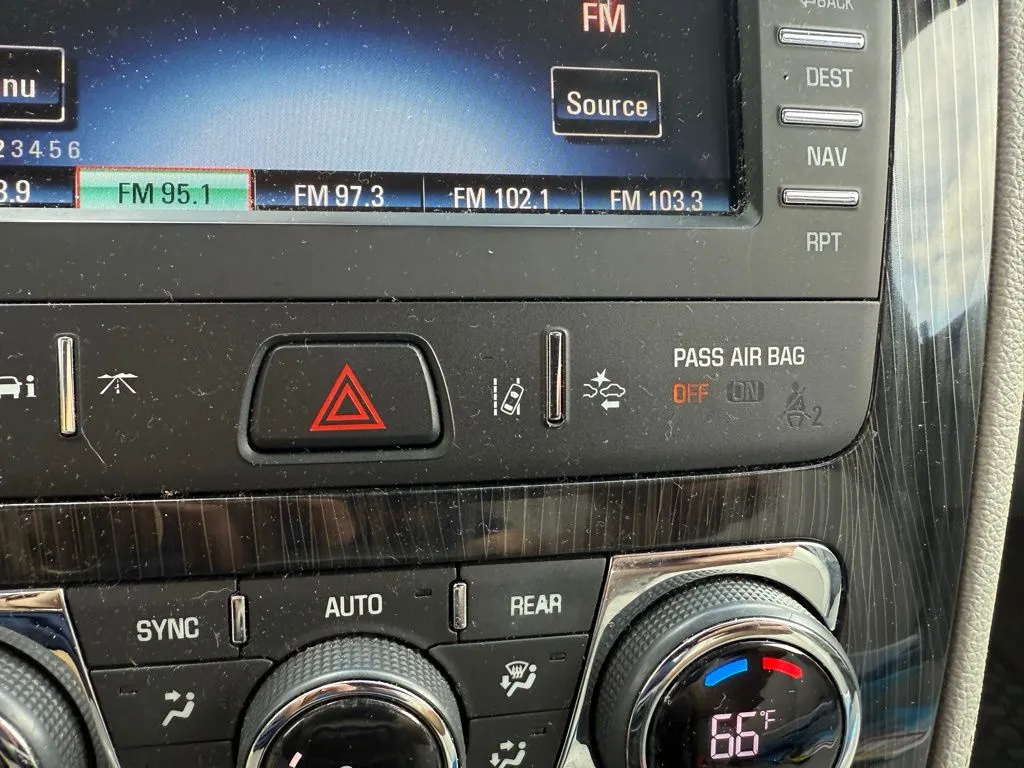 FM
BACK
nu
Source
DEST
23456
NAV
3.9 FM 95.1 FM 97.3 FM 102.1 FM 103.3
RPT
i
PASS AIR BAG
OFF ON 2
SYNC AUTO REAR
66°F